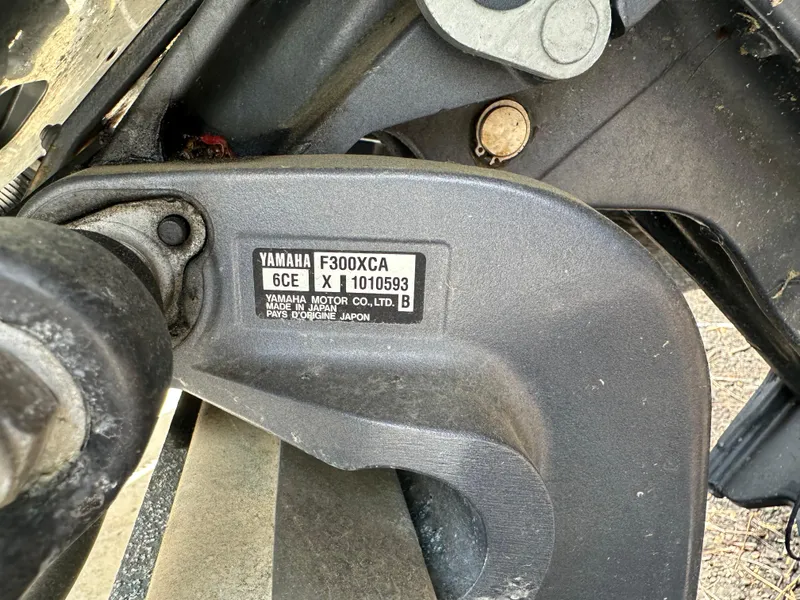 YAMAHA F300XCA
6CE X 1010593
YAMAHA MOTOR CO.,LTD. B
MADE IN JAPAN
PAYS D'ORIGINE JAPON